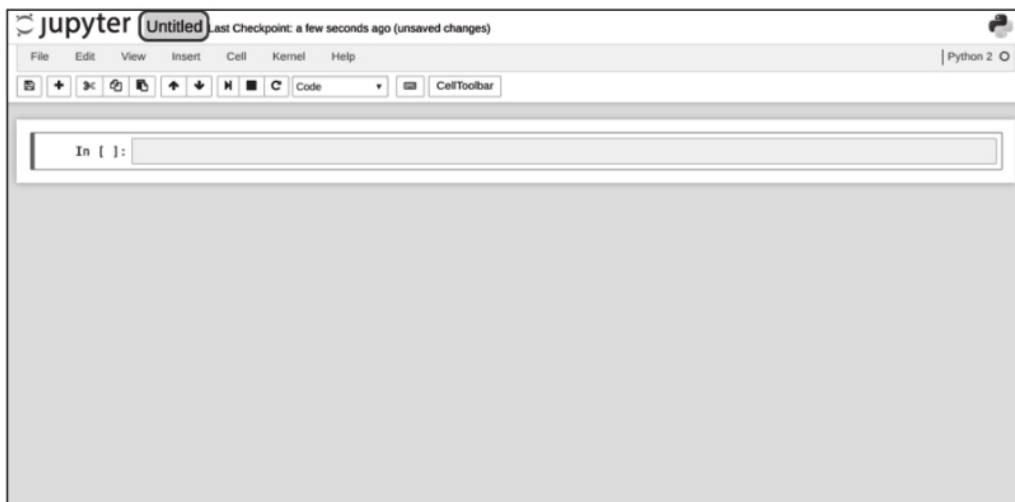 jupyter Untitled Last Checkpoint: a few seconds ago (unsaved changes)
File Edit View Insert Cell Kernel Help Python 2
Code CellToolbar
In [ ]: